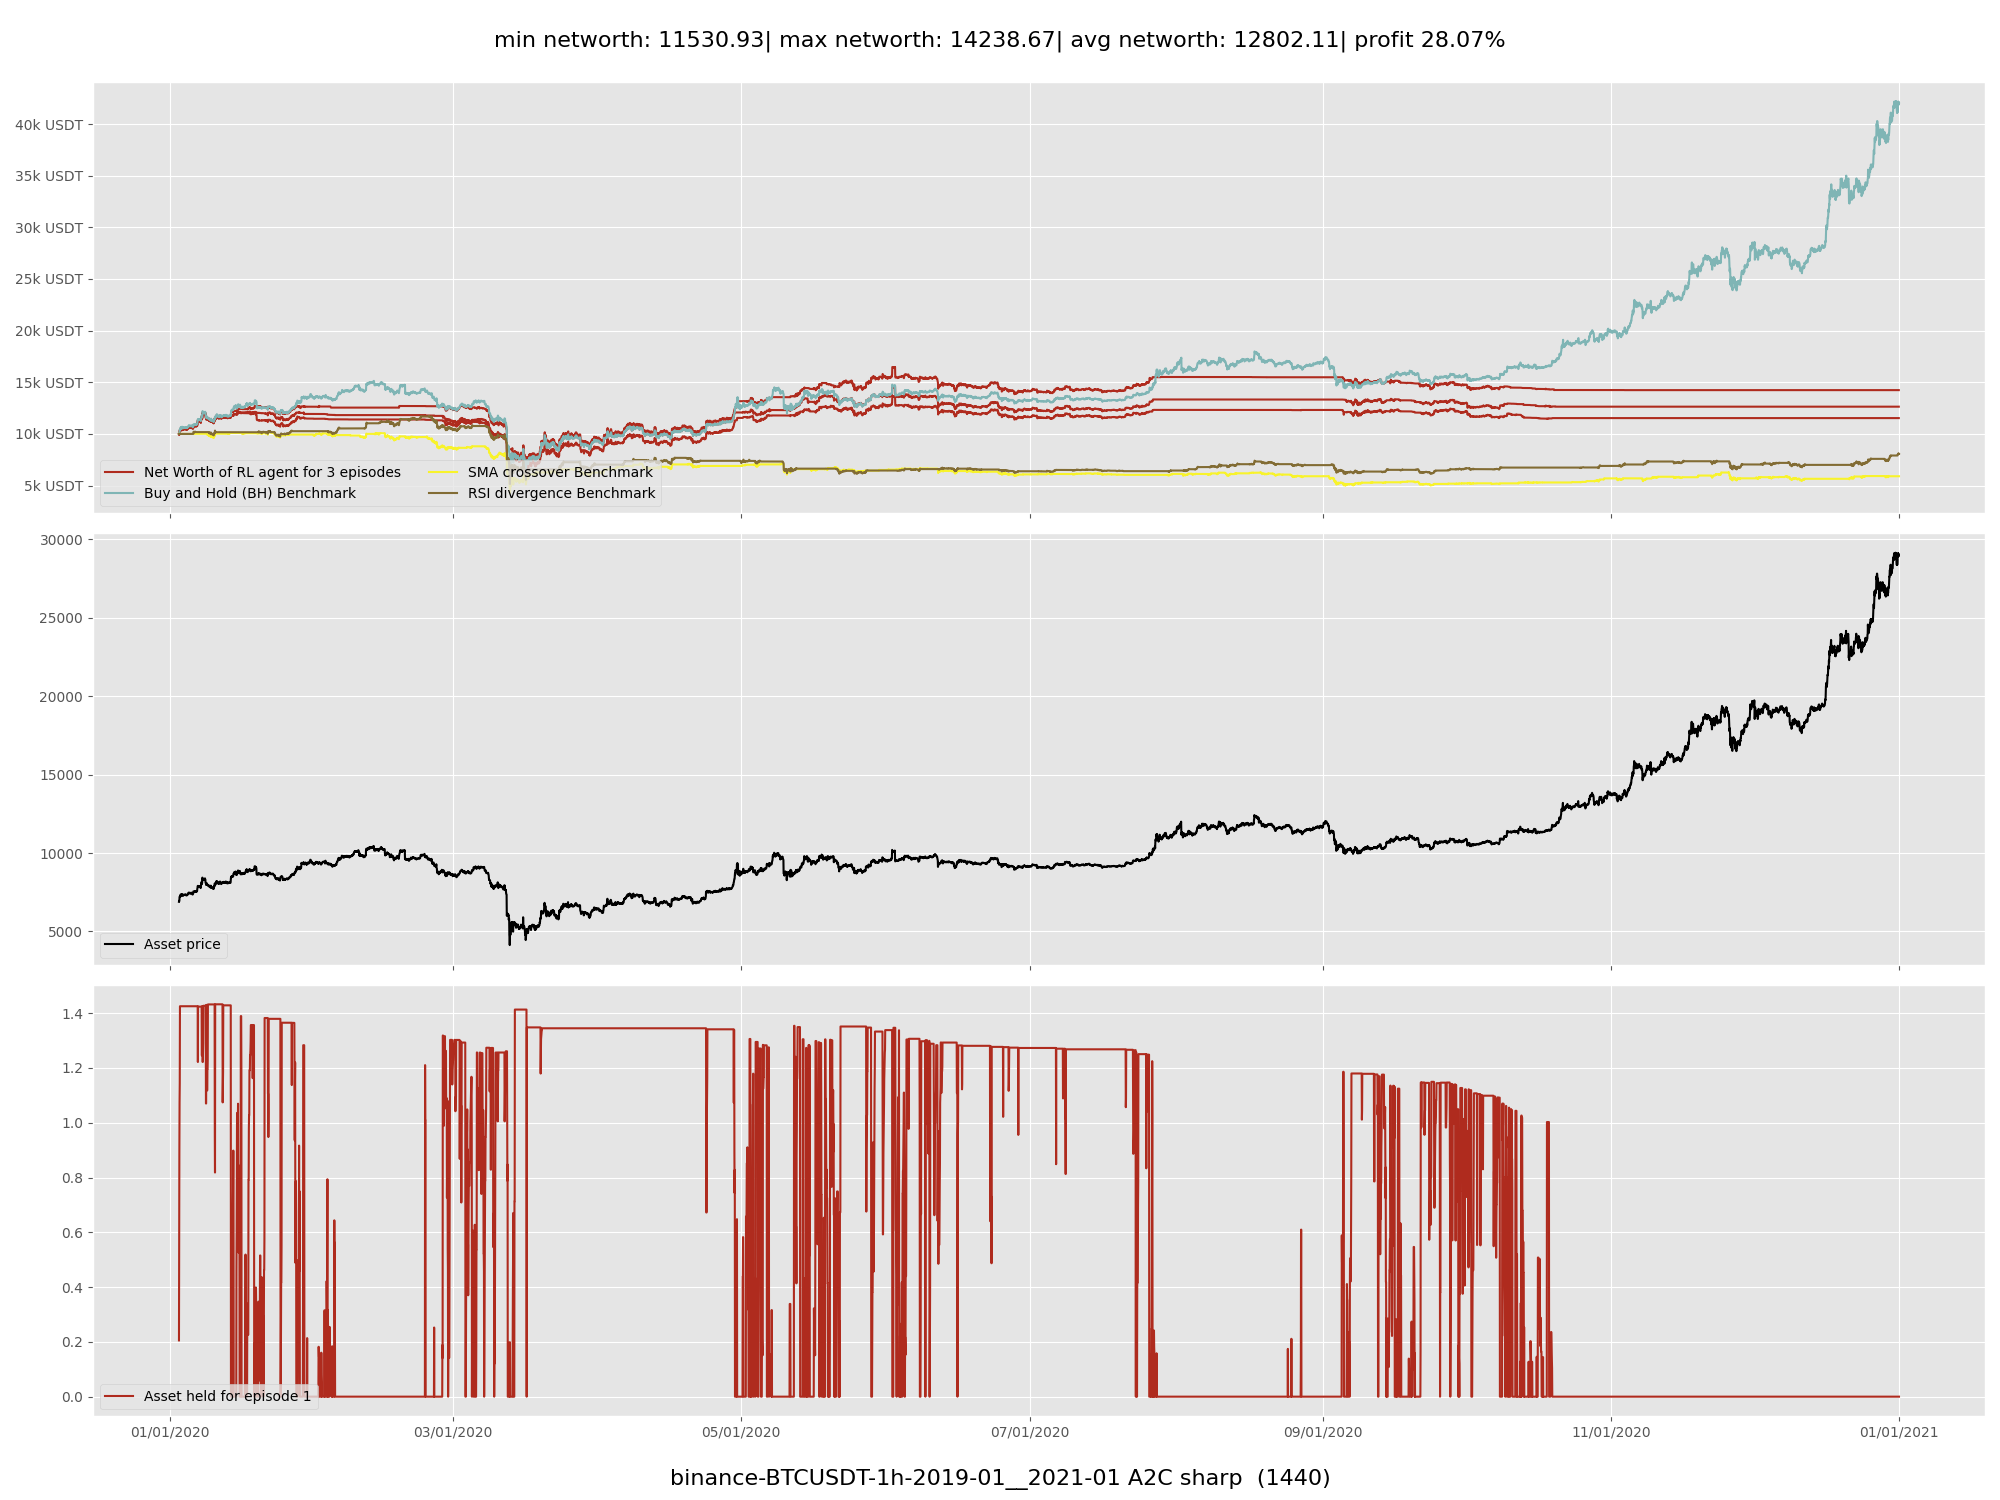 min networth: 11530.93| max networth: 14238.67| avg networth: 12802.11| profit 28.07%
40k USDT
35k USDT
30k USDT
25k USDT
20k USDT
15k USDT
10k USDT
5k USDT
Net Worth of RL agent for 3 episodes
Buy and Hold (BH) Benchmark
SMA crossover Benchmark
RSI divergence Benchmark
30000
25000
20000
15000
10000
5000
Asset price
1.4
1.2
1.0
0.8
0.6
0.4
0.2
0.0
Asset held for episode 1
01/01/2020
03/01/2020
05/01/2020
07/01/2020
09/01/2020
11/01/2020
01/01/2021
binance-BTCUSDT-1h-2019-01__2021-01 A2C sharp  (1440)